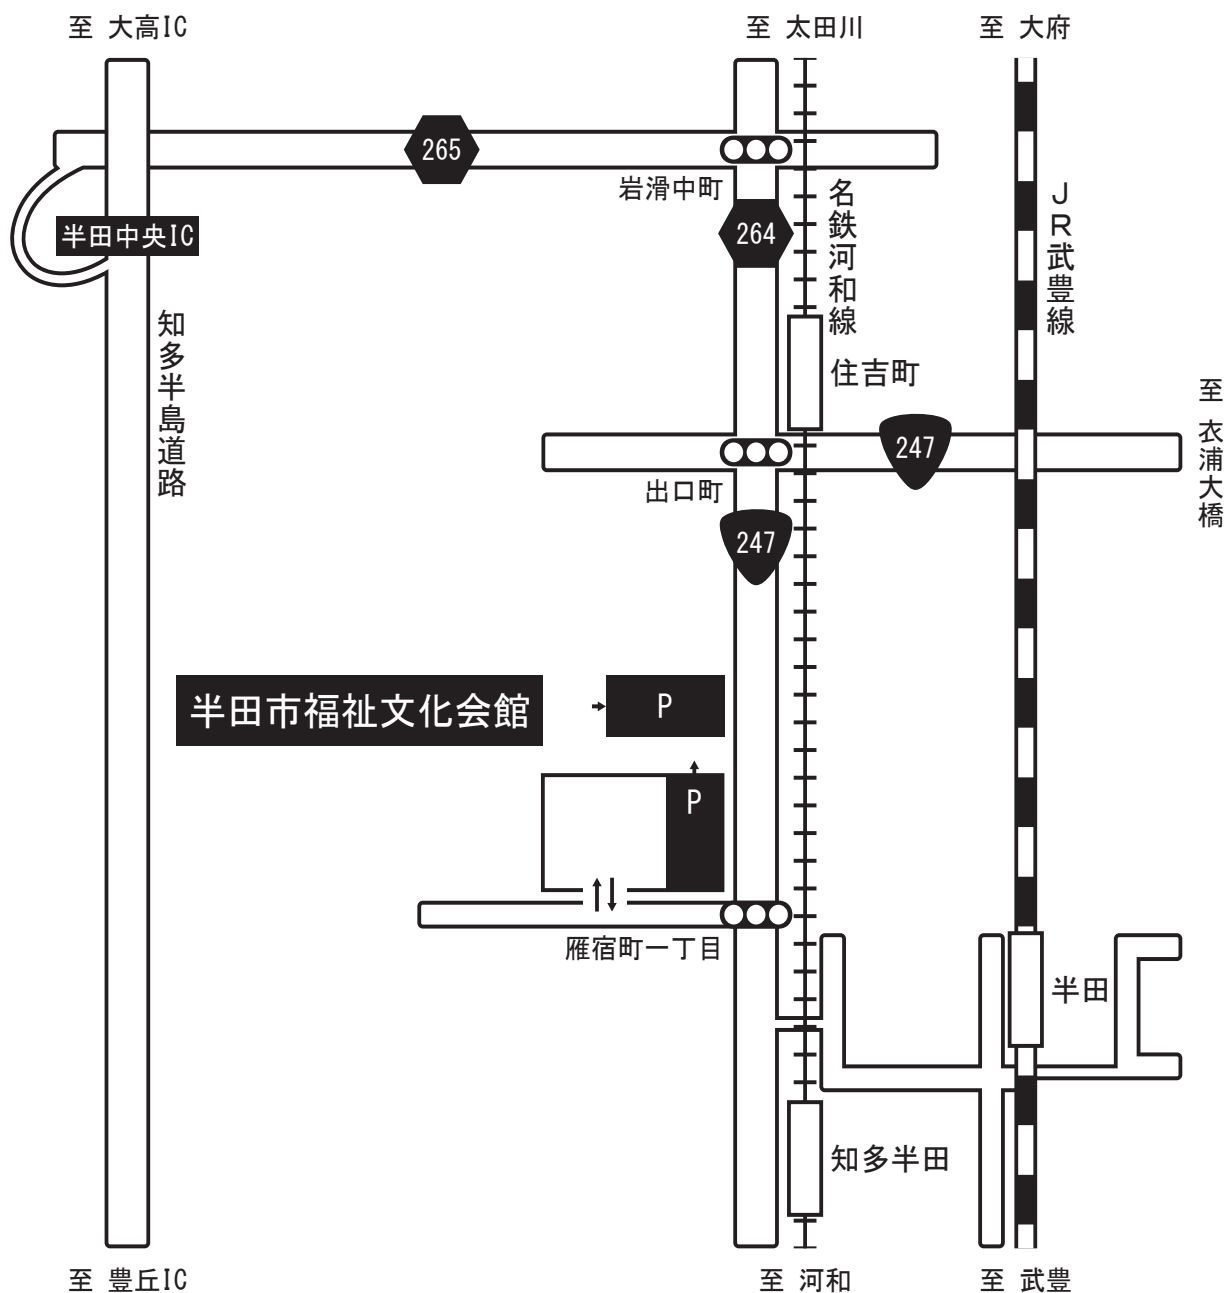 至 大高IC
至 太田川
至 大府
265
岩滑中町
264
半田中央IC
名鉄河和線
JR武豊線
知多半島道路
住吉町
至 衣浦大橋
247
出口町
247
半田市福祉文化会館
P
P
雁宿町一丁目
半田
知多半田
至 豊丘IC
至 河和
至 武豊